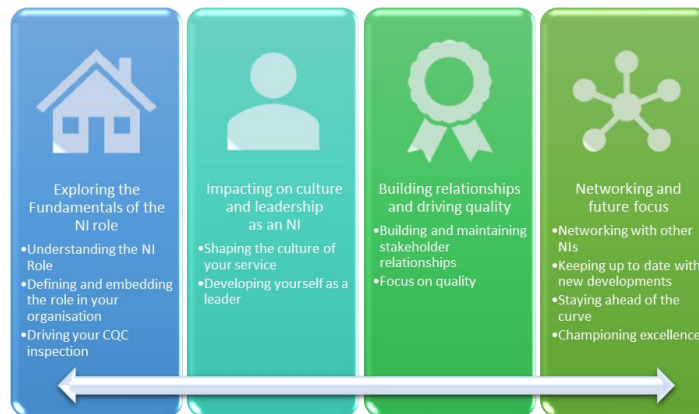 Exploring the
Fundamentals of the
NI role
•Understanding the NI
Role
•Defining and embedding
the role in your
organisation
•Driving your CQC
inspection
Impacting on culture
and leadership
as an NI
•Shaping the culture of
your service
•Developing yourself as a
leader
Building relationships
and driving quality
•Building and maintaining
stakeholder
relationships
•Focus on quality
Networking and
future focus
•Networking with other
NIs
•Keeping up to date with
new developments
•Staying ahead of the
curve
•Championing excellence